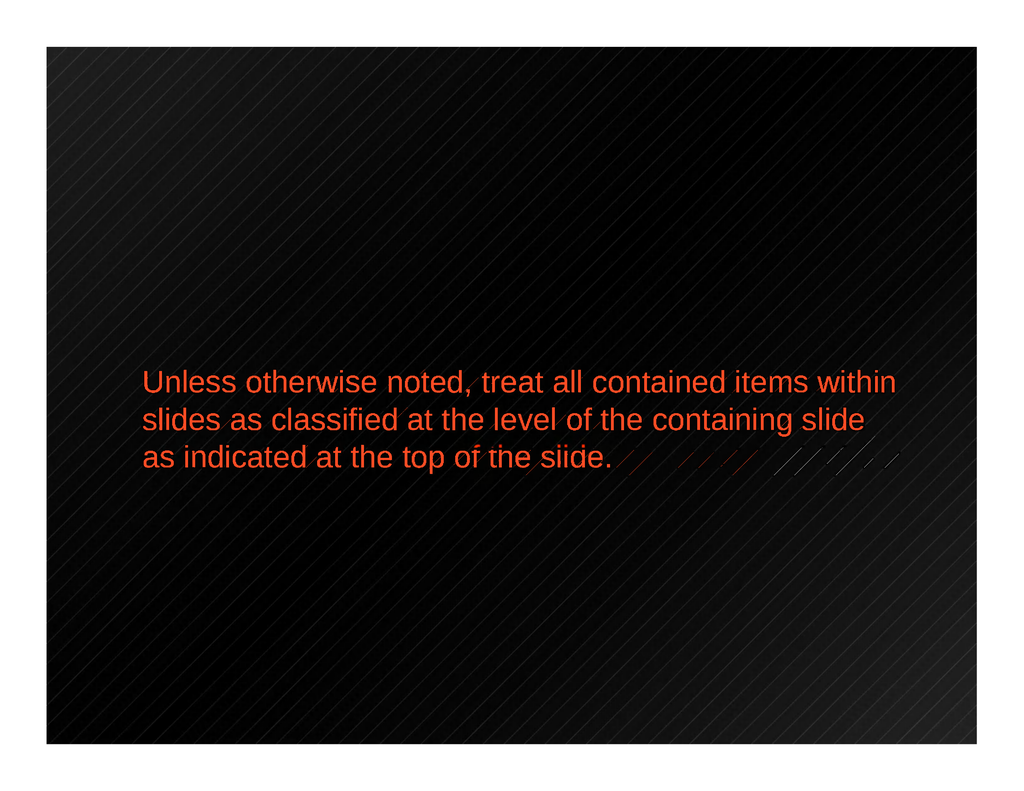 Unless otherwise noted, treat all contained items within
slides as classified at the level of the containing slide
as indicated at the top of the slide.